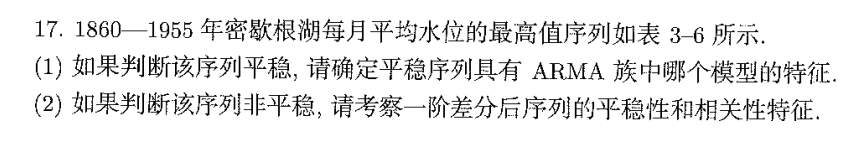 17. 1860—1955 年密歇根湖每月平均水位的最高值序列如表 3–6 所示.
(1) 如果判断该序列平稳, 请确定平稳序列具有 ARMA 族中哪个模型的特征.
(2) 如果判断该序列非平稳, 请考察一阶差分后序列的平稳性和相关性特征.